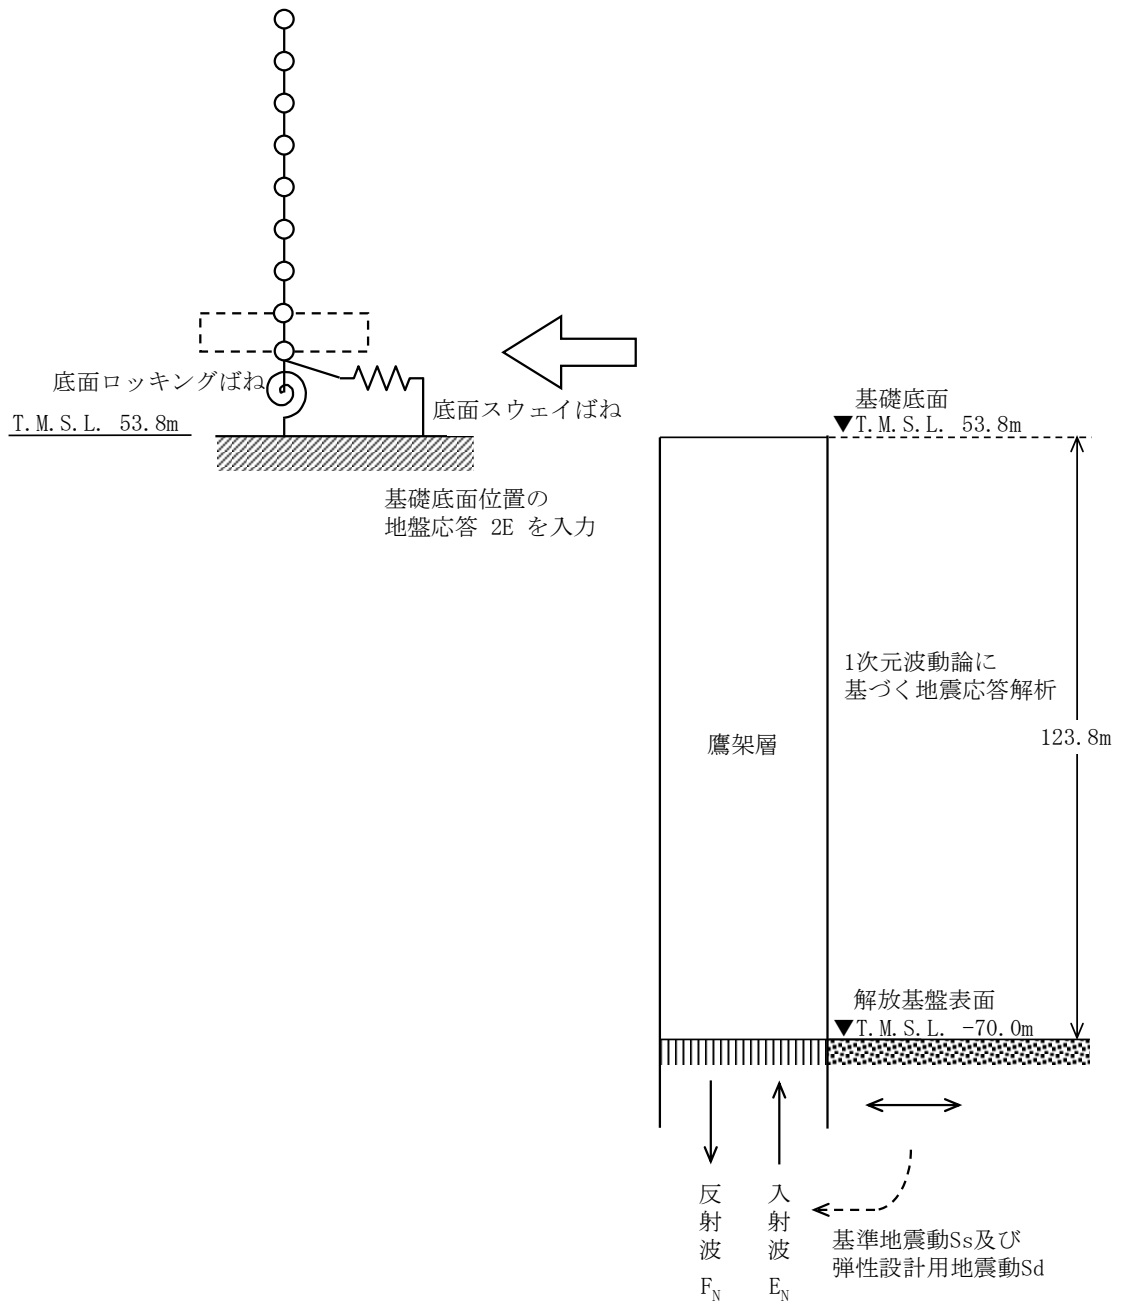 底面ロッキングばね
T.M.S.L. 53.8m
底面スウェイばね
基礎底面位置の
地盤応答 2E を入力
基礎底面
▼T.M.S.L. 53.8m
1次元波動論に
基づく地震応答解析
123.8m
鷹架層
解放基盤表面
▼T.M.S.L. -70.0m
反射波 F_N
入射波 E_N
基準地震動Ss及び
弾性設計用地震動Sd